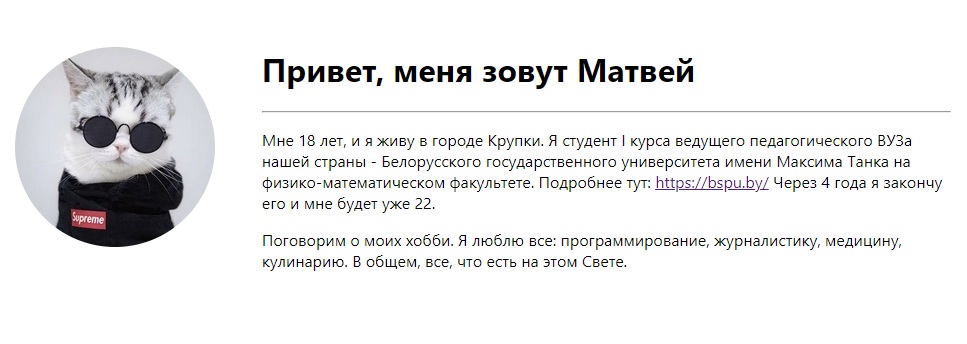 Привет, меня зовут Матвей
Мне 18 лет, и я живу в городе Крупки. Я студент I курса ведущего педагогического ВУЗа
нашей страны - Белорусского государственного университета имени Максима Танка на
физико-математическом факультете. Подробнее тут: https://bspu.by/ Через 4 года я закончу
его и мне будет уже 22.
Поговорим о моих хобби. Я люблю все: программирование, журналистику, медицину,
кулинарию. В общем, все, что есть на этом Свете.
Supreme